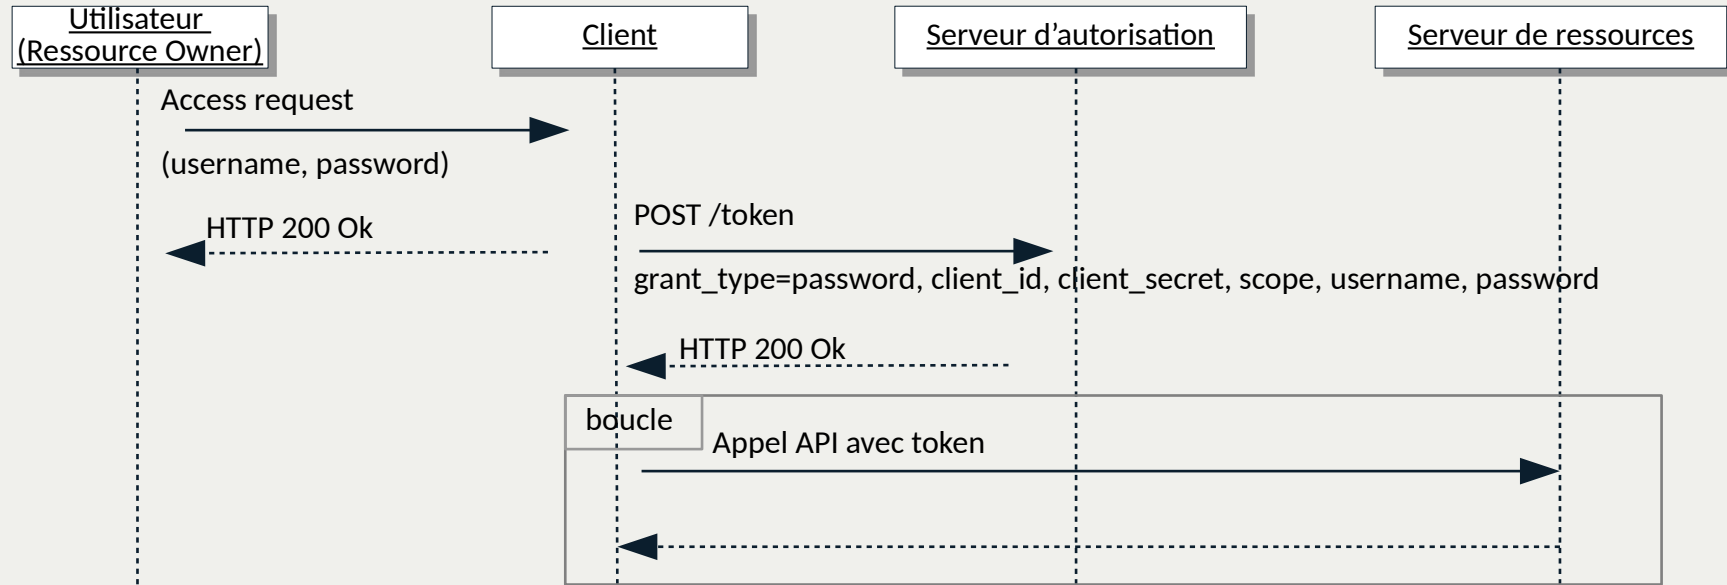 Utilisateur
(Ressource Owner)
Client
Serveur d’autorisation
Serveur de ressources
Access request
(username, password)
HTTP 200 Ok
POST /token
grant_type=password, client_id, client_secret, scope, username, password
HTTP 200 Ok
boucle
Appel API avec token